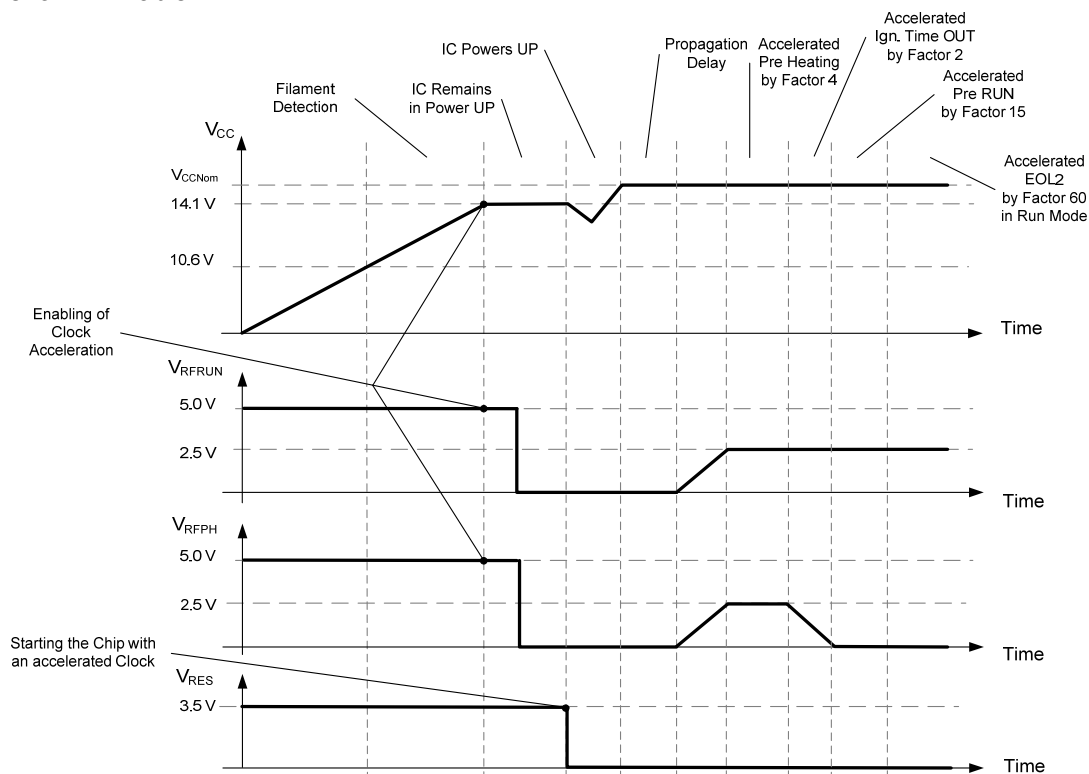 Accelerated
Ign. Time OUT
by Factor 2
IC Powers UP
Propagation
Delay
Accelerated
Pre Heating
by Factor 4
Filament
Detection
IC Remains
in Power UP
Accelerated
Pre RUN
by Factor 15
Accelerated
EOL2
by Factor 60
in Run Mode
VCC
VCCNom
14.1 V
10.6 V
Time
Enabling of
Clock
Acceleration
VRFRUN
5.0 V
2.5 V
Time
VRFPH
5.0 V
2.5 V
Time
Starting the Chip with
an accelerated Clock
VRES
3.5 V
Time